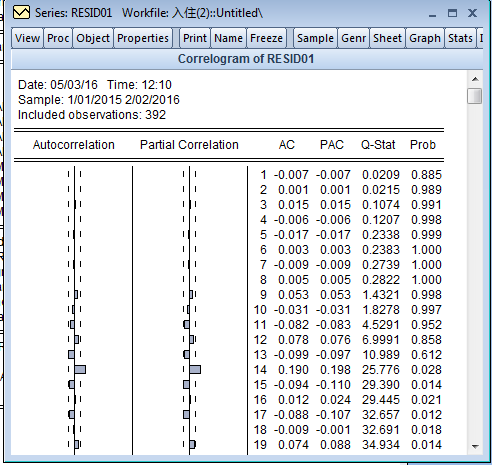 Series: RESID01 Workfile: 入住(2)::Untitled\
View Proc Object Properties Print Name Freeze Sample Genr Sheet Graph Stats
Correlogram of RESID01
Date: 05/03/16 Time: 12:10
Sample: 1/01/2015 2/02/2016
Included observations: 392
Autocorrelation Partial Correlation AC PAC Q-Stat Prob
1 -0.007 -0.007 0.0209 0.885
2 0.001 0.001 0.0215 0.989
3 0.015 0.015 0.1074 0.991
4 -0.006 -0.006 0.1207 0.998
5 -0.017 -0.017 0.2338 0.999
6 0.003 0.003 0.2383 1.000
7 -0.009 -0.009 0.2739 1.000
8 0.005 0.005 0.2822 1.000
9 0.053 0.053 1.4321 0.998
10 -0.031 -0.031 1.8278 0.997
11 -0.082 -0.083 4.5291 0.952
12 0.078 0.076 6.9991 0.858
13 -0.099 -0.097 10.989 0.612
14 0.190 0.198 25.776 0.028
15 -0.094 -0.110 29.390 0.014
16 0.012 0.024 29.445 0.021
17 -0.088 -0.107 32.657 0.012
18 -0.009 -0.001 32.691 0.018
19 0.074 0.088 34.934 0.014